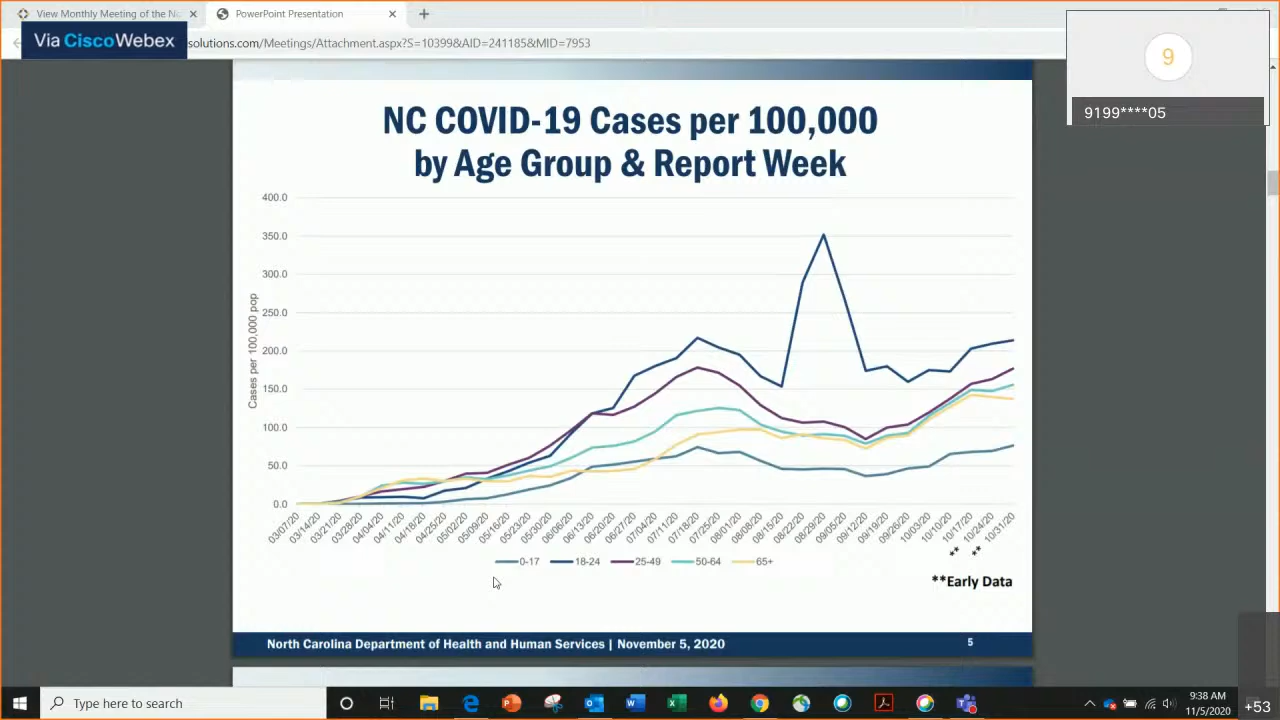 View Monthly Meeting of the Nc
PowerPoint Presentation
Via CiscoWebex
solutions.com/Meetings/Attachment.aspx?S=10399&AID=241185&MID=7953
9
9199****05
NC COVID-19 Cases per 100,000
by Age Group & Report Week
Cases per 100,000 pop
400.0
350.0
300.0
250.0
200.0
150.0
100.0
50.0
0.0
03/07/20 03/14/20 03/21/20 03/28/20 04/04/20 04/11/20 04/18/20 04/25/20 05/02/20 05/09/20 05/16/20 05/23/20 05/30/20 06/06/20 06/13/20 06/20/20 06/27/20 07/04/20 07/11/20 07/18/20 07/25/20 08/01/20 08/08/20 08/15/20 08/22/20 08/29/20 09/05/20 09/12/20 09/19/20 09/26/20 10/03/20 10/10/20 10/17/20 10/24/20 10/31/20
** **
0-17 18-24 25-49 50-64 65+
**Early Data
North Carolina Department of Health and Human Services | November 5, 2020
5
Type here to search
9:38 AM
11/5/2020
+53